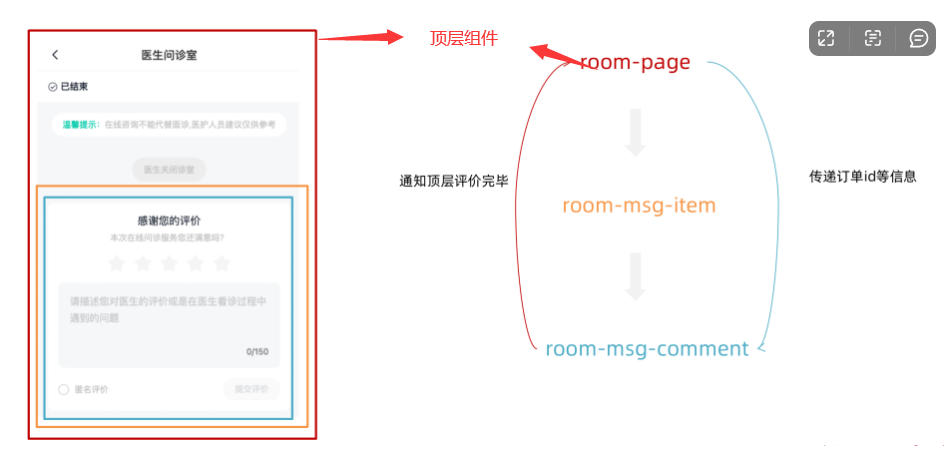 顶层组件
医生问诊室
已结束
温馨提示：在线咨询不能代替面诊,医护人员建议仅供参考
医生关闭诊室
感谢您的评价
本次在线问诊服务您还满意吗?
请描述您对医生的评价或是在医生看诊过程中
遇到的问题
0/150
匿名评价
提交评价
room-page
通知顶层评价完毕
传递订单id等信息
room-msg-item
room-msg-comment